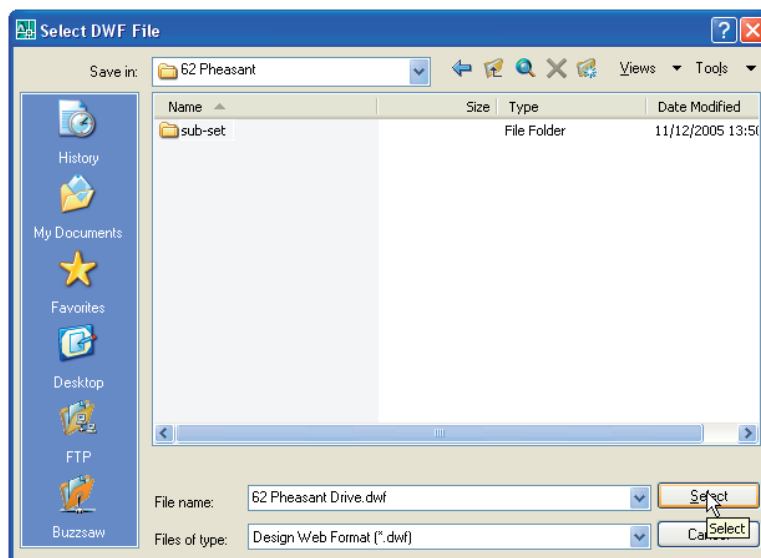 Select DWF File
Save in: 62 Pheasant Views Tools
Name Size Type Date Modified
sub-set File Folder 11/12/2005 13:50
History
My Documents
Favorites
Desktop
FTP
Buzzsaw
File name: 62 Pheasant Drive.dwf Select
Select
Files of type: Design Web Format (*.dwf)